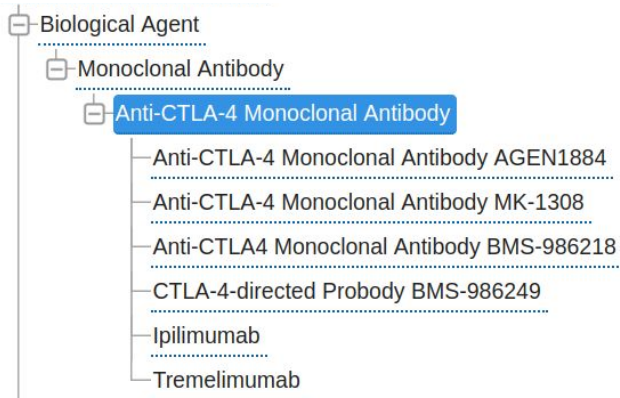 Biological Agent
Monoclonal Antibody
Anti-CTLA-4 Monoclonal Antibody
Anti-CTLA-4 Monoclonal Antibody AGEN1884
Anti-CTLA-4 Monoclonal Antibody MK-1308
Anti-CTLA4 Monoclonal Antibody BMS-986218
CTLA-4-directed Probody BMS-986249
Ipilimumab
Tremelimumab